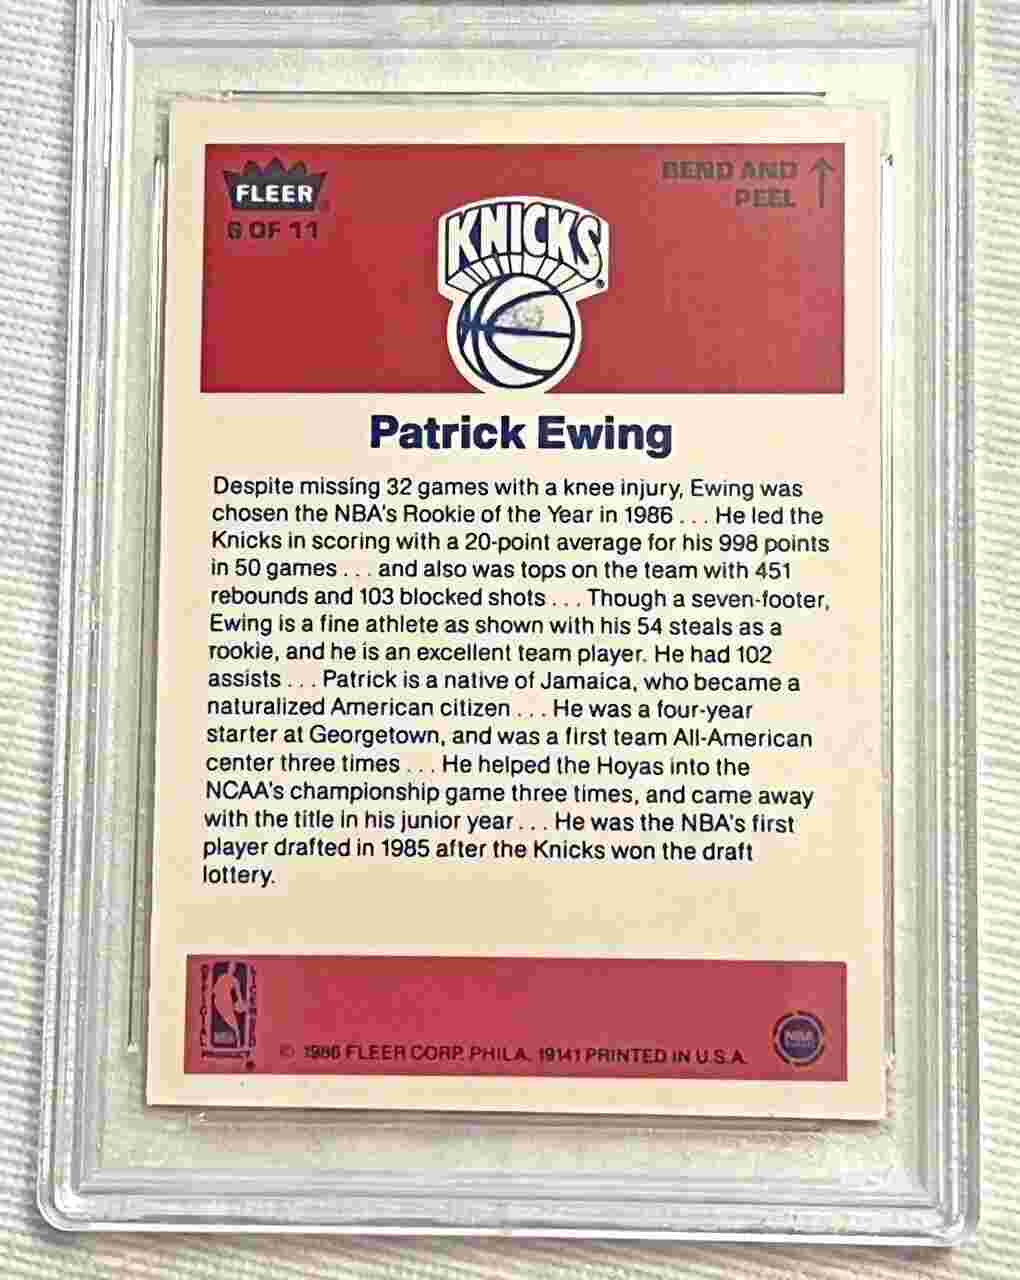 FLEER
6 OF 11
BEND AND
PEEL
KNICKS
Patrick Ewing
Despite missing 32 games with a knee injury, Ewing was
chosen the NBA's Rookie of the Year in 1986 . . . He led the
Knicks in scoring with a 20-point average for his 998 points
in 50 games . . . and also was tops on the team with 451
rebounds and 103 blocked shots . . . Though a seven-footer,
Ewing is a fine athlete as shown with his 54 steals as a
rookie, and he is an excellent team player. He had 102
assists . . . Patrick is a native of Jamaica, who became a
naturalized American citizen . . . He was a four-year
starter at Georgetown, and was a first team All-American
center three times . . . He helped the Hoyas into the
NCAA's championship game three times, and came away
with the title in his junior year . . . He was the NBA's first
player drafted in 1985 after the Knicks won the draft
lottery.
OFFICIAL
LICENSED
NBA
PRODUCT
© 1986 FLEER CORP. PHILA. 19141 PRINTED IN U.S.A.
NBA